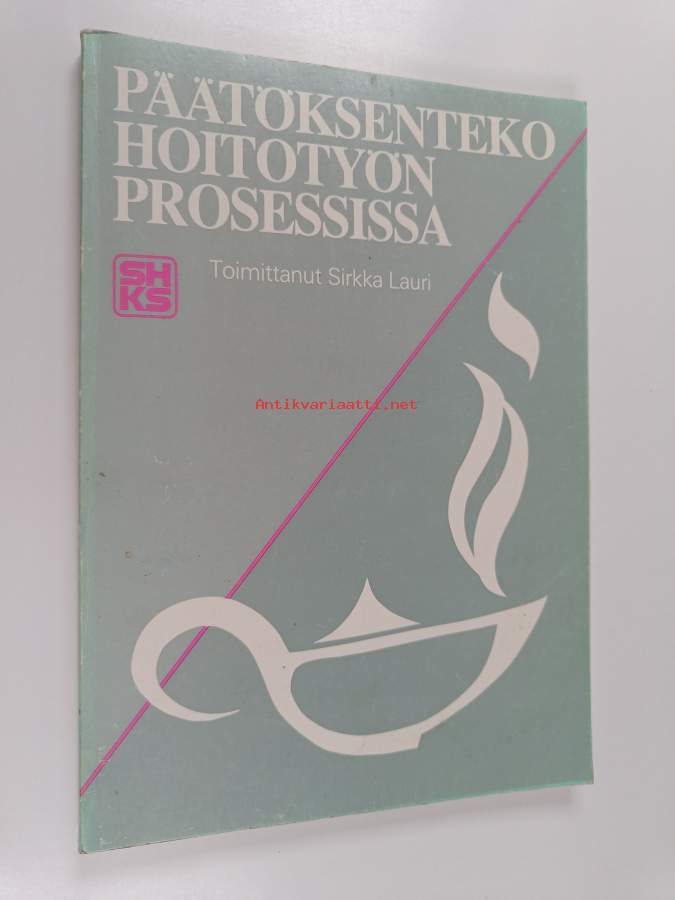 PÄÄTÖKSENTEKO
HOITOTYÖN
PROSESSISSA
SH
KS
Toimittanut Sirkka Lauri
Antikvariaatti.net